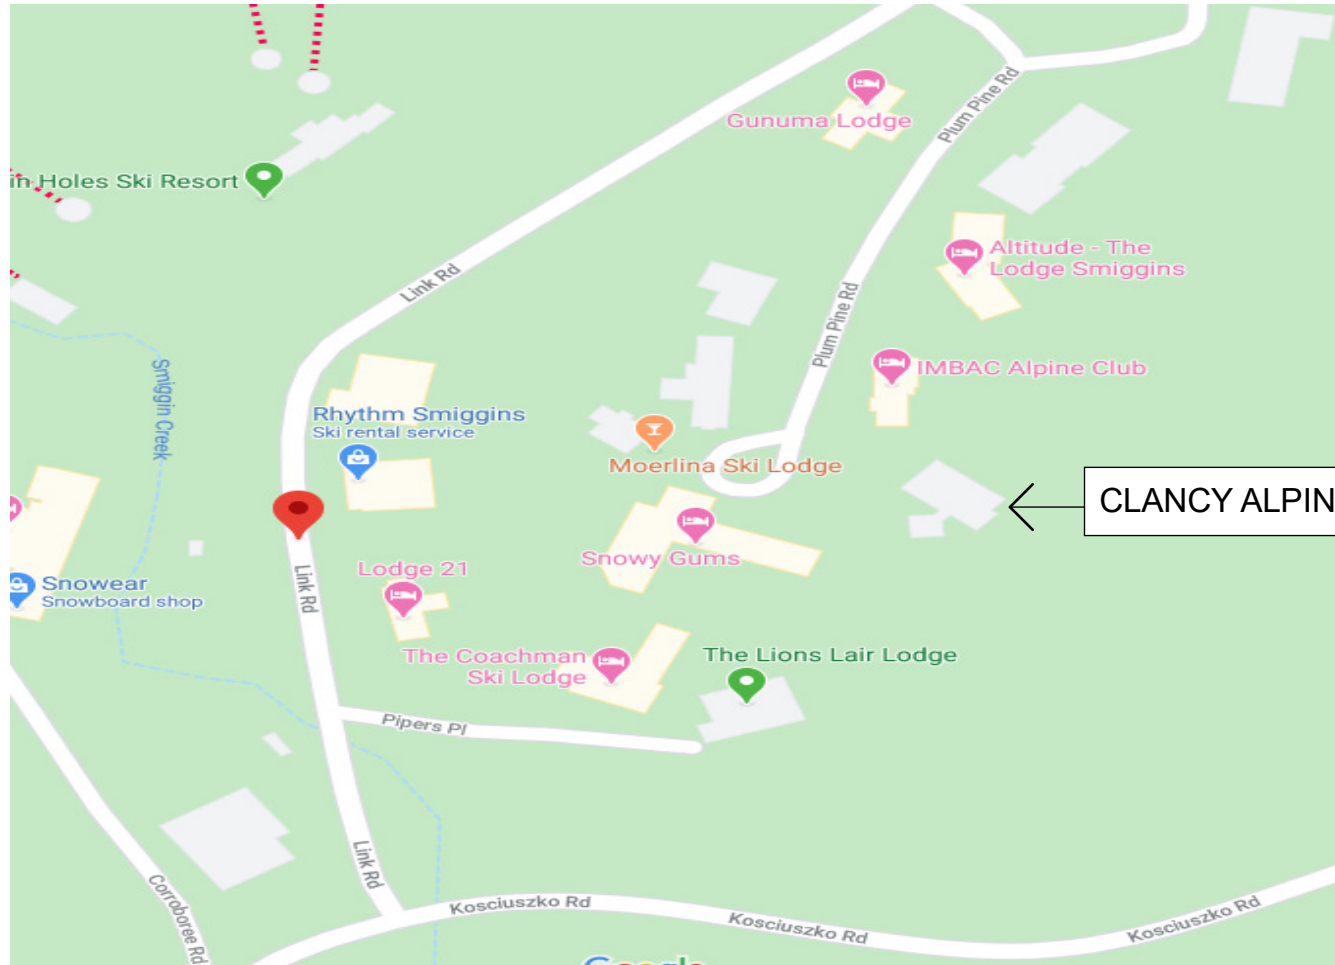 Gunuma Lodge
Plum Pine Rd
in Holes Ski Resort
Altitude - The
Lodge Smiggins
Link Rd
Plum Pine Rd
Smiggin Creek
IMBAC Alpine Club
Rhythm Smiggins
Ski rental service
Moerlina Ski Lodge
CLANCY ALPIN
Snowy Gums
Lodge 21
Link Rd
Snowear
Snowboard shop
The Coachman
Ski Lodge
The Lions Lair Lodge
Pipers Pl
Link Rd
Corroboree Rd
Kosciuszko Rd
Kosciuszko Rd
Kosciuszko Rd
Google